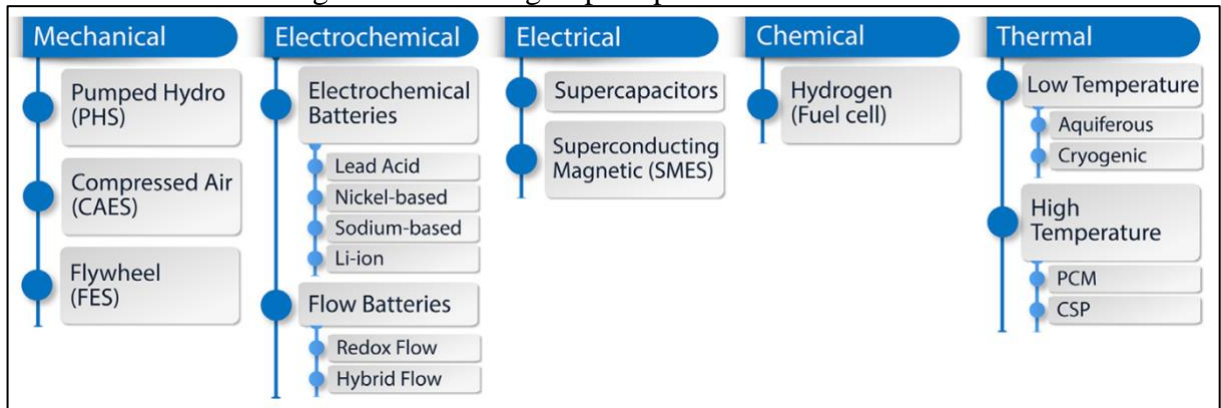 Mechanical
Pumped Hydro
(PHS)
Compressed Air
(CAES)
Flywheel
(FES)
Electrochemical
Electrochemical
Batteries
Lead Acid
Nickel-based
Sodium-based
Li-ion
Flow Batteries
Redox Flow
Hybrid Flow
Electrical
Supercapacitors
Superconducting
Magnetic (SMES)
Chemical
Hydrogen
(Fuel cell)
Thermal
Low Temperature
Aquiferous
Cryogenic
High
Temperature
PCM
CSP